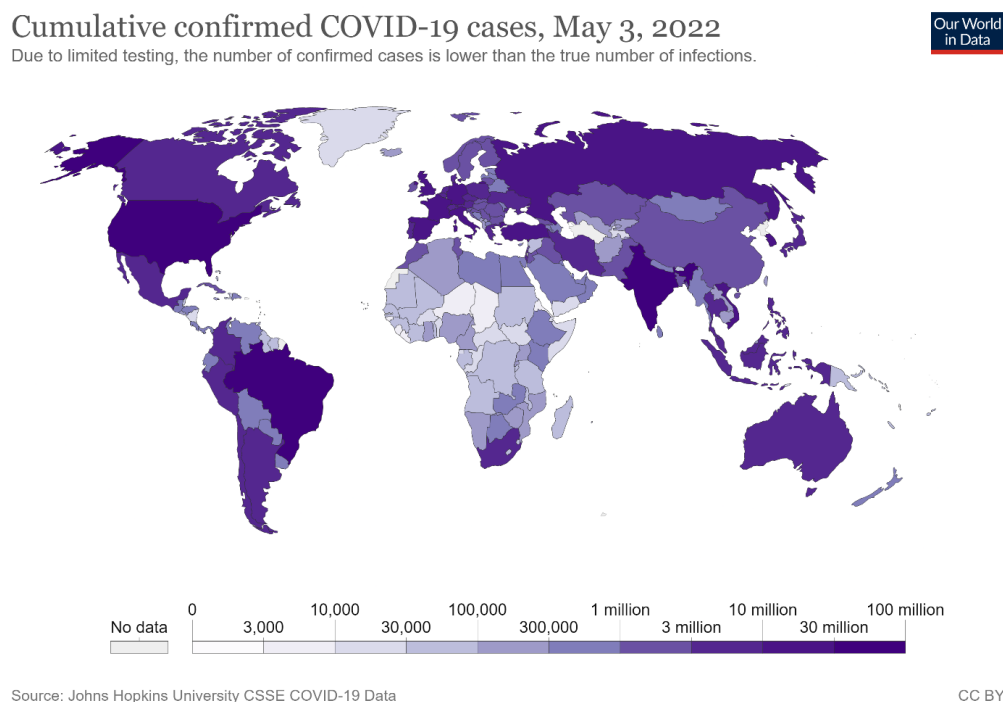 Cumulative confirmed COVID-19 cases, May 3, 2022
Our World
in Data
Due to limited testing, the number of confirmed cases is lower than the true number of infections.
0 10,000 100,000 1 million 10 million 100 million
No data 3,000 30,000 300,000 3 million 30 million
Source: Johns Hopkins University CSSE COVID-19 Data CC BY